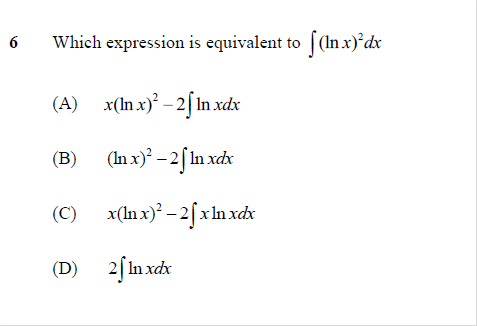 6 Which expression is equivalent to ∫(ln x)²dx
(A) x(ln x)² − 2∫ln xdx
(B) (ln x)² − 2∫ln xdx
(C) x(ln x)² − 2∫x ln xdx
(D) 2∫ln xdx